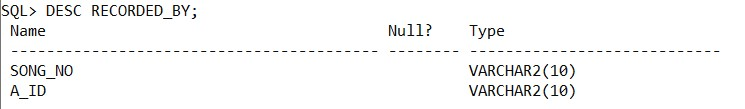 SQL> DESC RECORDED_BY;
Name Null? Type
----------------------------------------- -------- ----------------------------
SONG_NO VARCHAR2(10)
A_ID VARCHAR2(10)